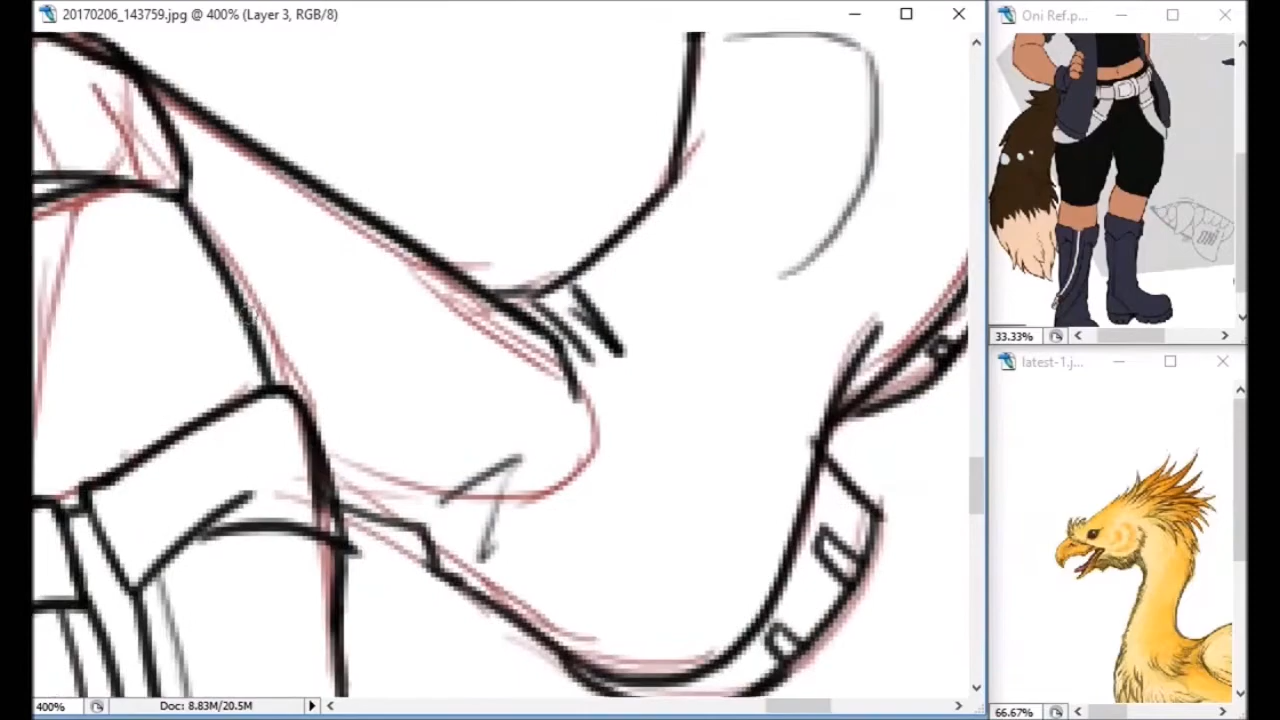 20170206_143759.jpg @ 400% (Layer 3, RGB/8)
Oni Ref.p...
33.33%
latest-1.j...
400%
Doc: 8.83M/20.5M
66.67%